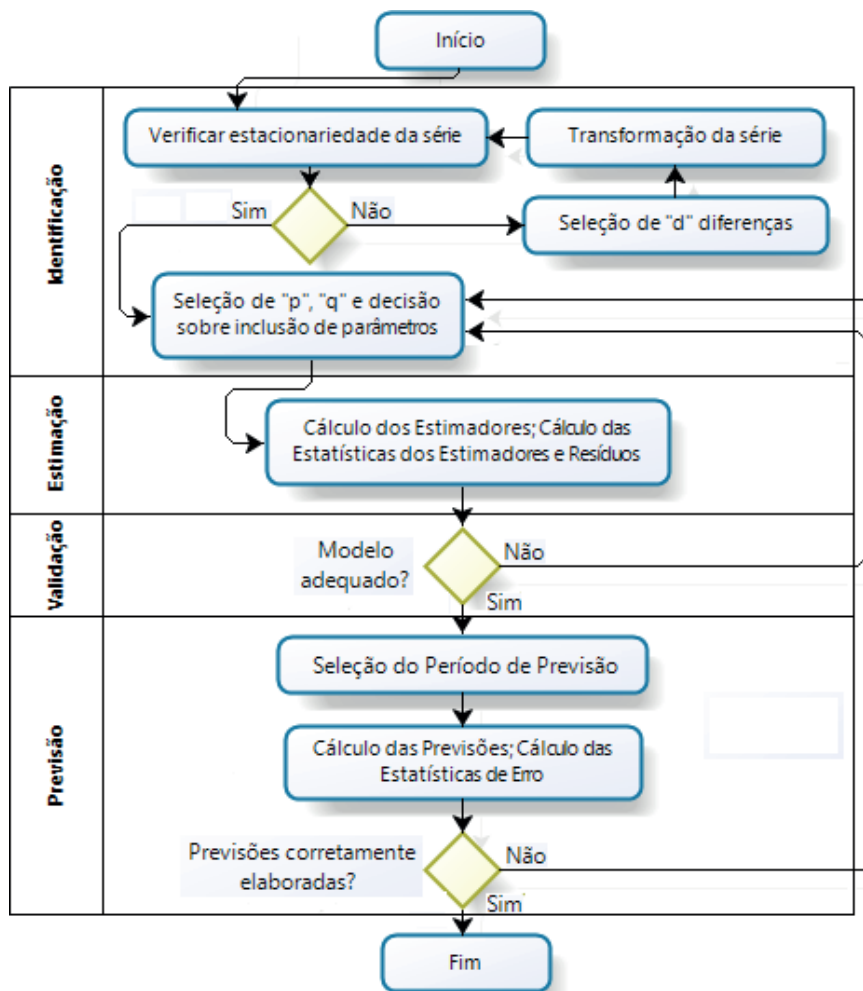 Início
Identificação
Verificar estacionariedade da série
Transformação da série
Sim
Não
Seleção de "d" diferenças
Seleção de "p", "q" e decisão
sobre inclusão de parâmetros
Estimação
Cálculo dos Estimadores; Cálculo das
Estatísticas dos Estimadores e Resíduos
Validação
Modelo
adequado?
Não
Sim
Previsão
Seleção do Período de Previsão
Cálculo das Previsões; Cálculo das
Estatísticas de Erro
Previsões corretamente
elaboradas?
Não
Sim
Fim